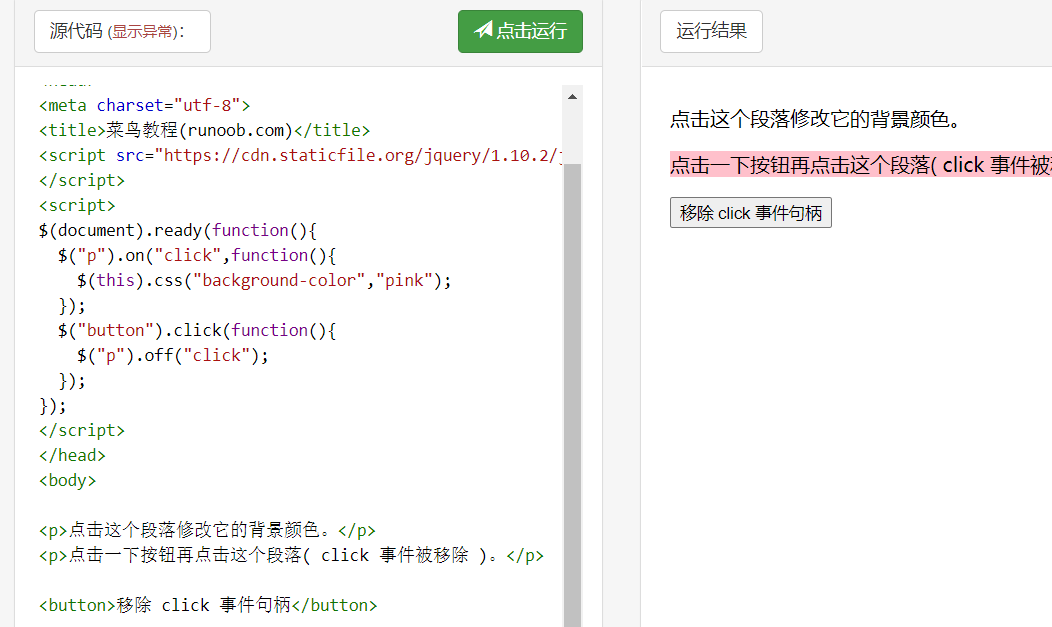 源代码 (显示异常):
点击运行
<meta charset="utf-8">
<title>菜鸟教程(runoob.com)</title>
<script src="https://cdn.staticfile.org/jquery/1.10.2/
</script>
<script>
$(document).ready(function(){
  $("p").on("click",function(){
    $(this).css("background-color","pink");
  });
  $("button").click(function(){
    $("p").off("click");
  });
});
</script>
</head>
<body>
<p>点击这个段落修改它的背景颜色。</p>
<p>点击一下按钮再点击这个段落( click 事件被移除 )。</p>
<button>移除 click 事件句柄</button>
运行结果
点击这个段落修改它的背景颜色。
点击一下按钮再点击这个段落( click 事件被
移除 click 事件句柄